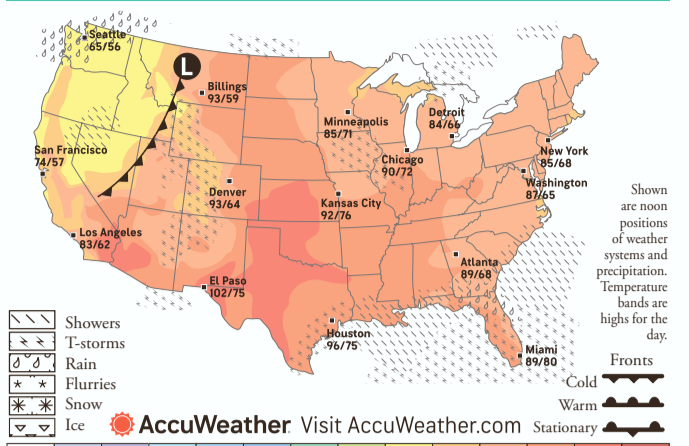 Seattle
65/56
L
Billings
93/59
Minneapolis
85/71
Detroit
84/66
San Francisco
74/57
Chicago
90/72
New York
85/68
Denver
93/64
Kansas City
92/76
Washington
87/65
Los Angeles
83/62
Atlanta
89/68
El Paso
102/75
Houston
96/75
Miami
89/80
Shown
are noon
positions
of weather
systems and
precipitation.
Temperature
bands are
highs for the
day.
Showers
T-storms
Rain
Flurries
Snow
Ice
Fronts
Cold
Warm
Stationary
AccuWeather Visit AccuWeather.com